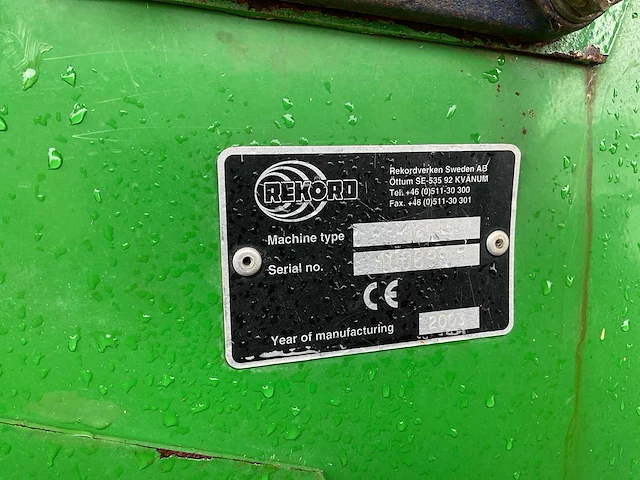 REKORD
Rekordverken Sweden AB
Öttum SE-535 92 KVÄNUM
Tel. +46 (0)511-30 300
Fax. +46 (0)511-30 301
Machine type
Serial no.
CE
Year of manufacturing 2003